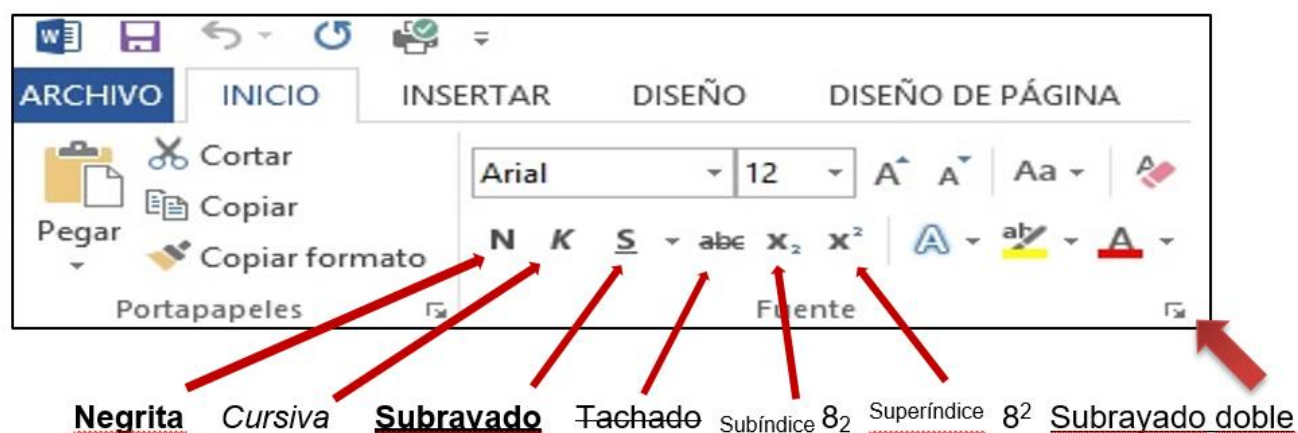 ARCHIVO INICIO INSERTAR DISEÑO DISEÑO DE PÁGINA
Cortar
Copiar
Copiar formato
Pegar
Portapapeles
Arial 12 A A Aa A
N K S abc x₂ x² A ab A
Fuente
Negrita Cursiva Subrayado Tachado Subíndice 8₂ Superíndice 8² Subrayado doble